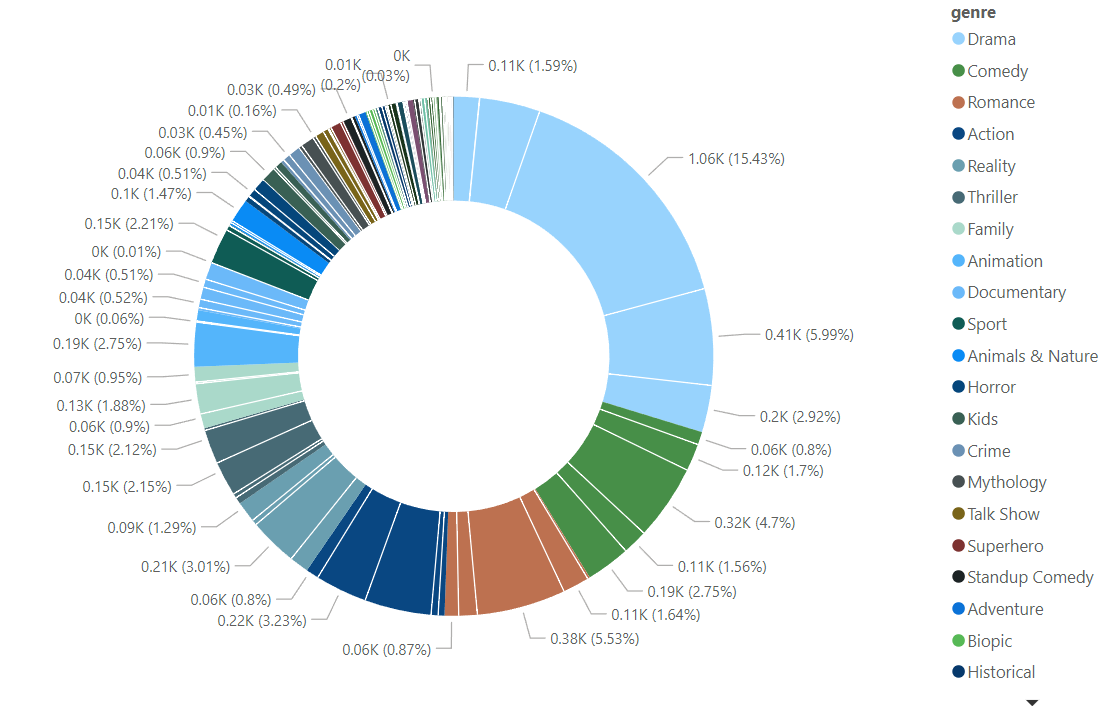 genre
Drama
Comedy
Romance
Action
Reality
Thriller
Family
Animation
Documentary
Sport
Animals & Nature
Horror
Kids
Crime
Mythology
Talk Show
Superhero
Standup Comedy
Adventure
Biopic
Historical
0.11K (1.59%)
1.06K (15.43%)
0.41K (5.99%)
0.2K (2.92%)
0.06K (0.8%)
0.12K (1.7%)
0.32K (4.7%)
0.11K (1.56%)
0.19K (2.75%)
0.11K (1.64%)
0.38K (5.53%)
0.06K (0.87%)
0.22K (3.23%)
0.06K (0.8%)
0.21K (3.01%)
0.09K (1.29%)
0.15K (2.15%)
0.15K (2.12%)
0.06K (0.9%)
0.13K (1.88%)
0.07K (0.95%)
0.19K (2.75%)
0K (0.06%)
0.04K (0.52%)
0.04K (0.51%)
0K (0.01%)
0.15K (2.21%)
0.1K (1.47%)
0.04K (0.51%)
0.06K (0.9%)
0.03K (0.45%)
0.01K (0.16%)
0.03K (0.49%)
0.01K
(0.2%)
0K
(0.03%)